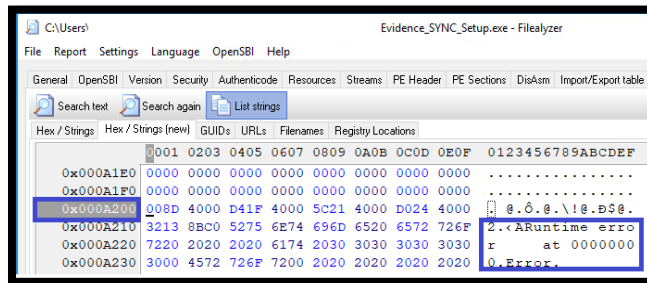 C:\Users\ Evidence_SYNC_Setup.exe - Filealyzer
File Report Settings Language OpenSBI Help
General OpenSBI Version Security Authenticode Resources Streams PE Header PE Sections DisAsm Import/Export table
Search text Search again List strings
Hex / Strings Hex / Strings (new) GUIDs URLs Filenames Registry Locations
0001 0203 0405 0607 0809 0A0B 0C0D 0E0F 0123456789ABCDEF
0x000A1E0 0000 0000 0000 0000 0000 0000 0000 0000 ................
0x000A1F0 0000 0000 0000 0000 0000 0000 0000 0000 ................
0x000A200 008D 4000 D41F 4000 5C21 4000 D024 4000 . @.Ô.@.\!@.Ð$@.
0x000A210 3213 8BC0 5275 6E74 696D 6520 6572 726F 2.‹ÀRuntime erro
0x000A220 7220 2020 2020 6174 2030 3030 3030 3030 r     at 0000000
0x000A230 3000 4572 726F 7200 2020 2020 2020 2020 0.Error.